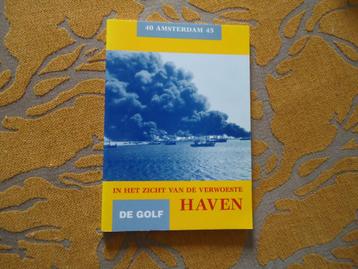 40 AMSTERDAM 45
IN HET ZICHT VAN DE VERWOESTE
HAVEN
DE GOLF